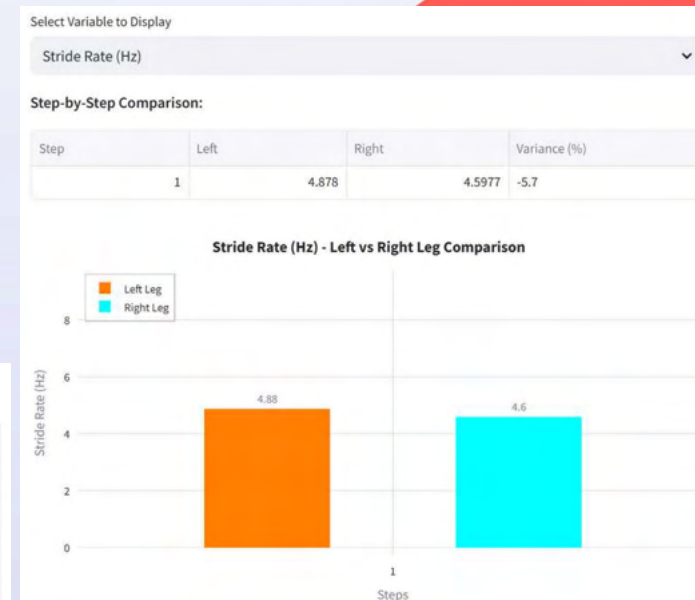 Select Variable to Display
Stride Rate (Hz)
Step-by-Step Comparison:
Step Left Right Variance (%)
1 4.878 4.5977 -5.7
Stride Rate (Hz) - Left vs Right Leg Comparison
Left Leg
Right Leg
8
6
4
2
0
Stride Rate (Hz)
4.88
4.6
1
Steps